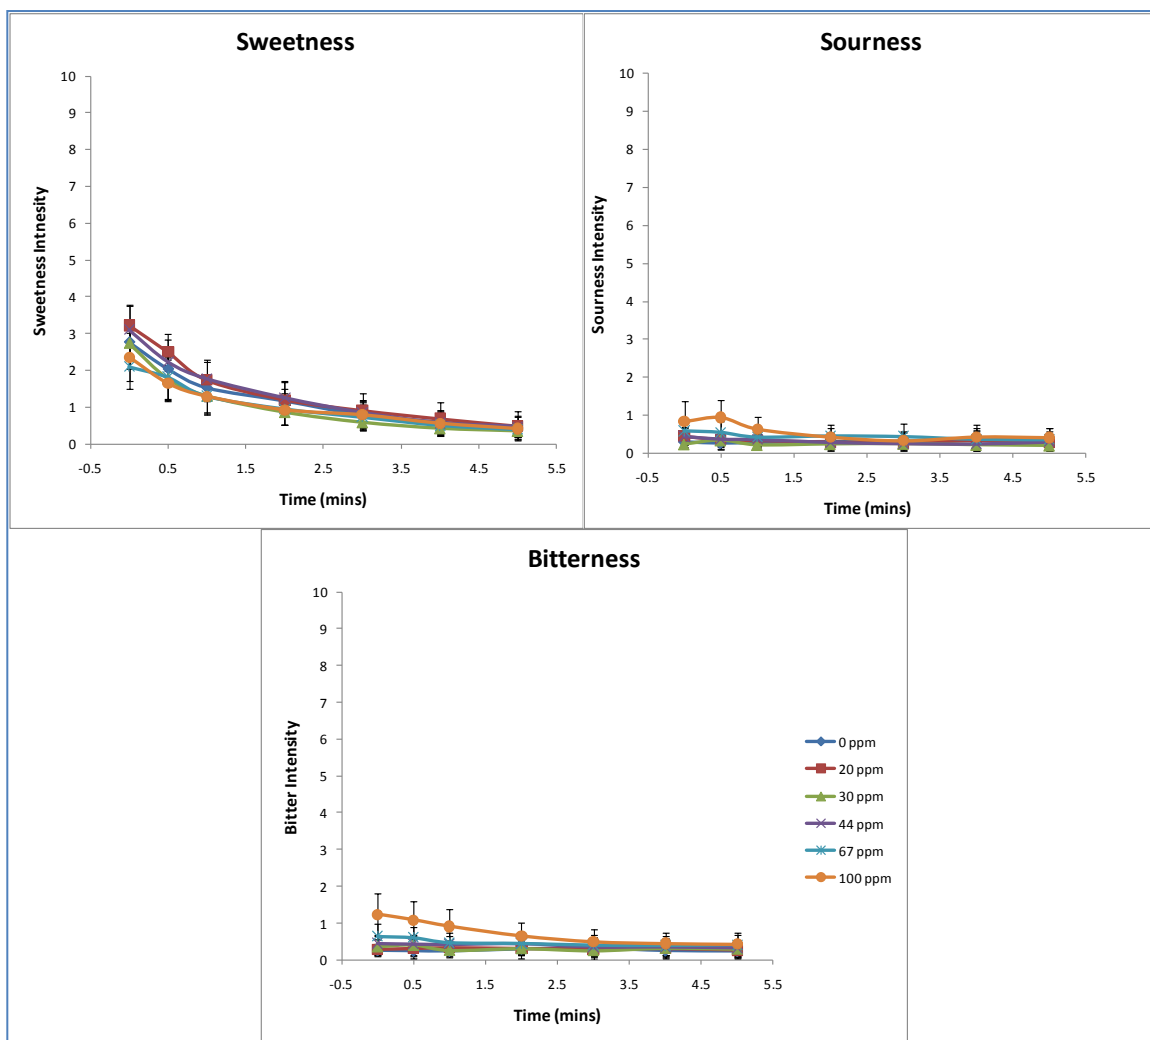 Sweetness
10
9
8
7
6
5
4
3
2
1
0
-0.5 0.5 1.5 2.5 3.5 4.5 5.5
Sweetness Intnesity
Time (mins)
Sourness
10
9
8
7
6
5
4
3
2
1
0
-0.5 0.5 1.5 2.5 3.5 4.5 5.5
Sourness Intensity
Time (mins)
Bitterness
10
9
8
7
6
5
4
3
2
1
0
-0.5 0.5 1.5 2.5 3.5 4.5 5.5
Bitter Intensity
Time (mins)
0 ppm
20 ppm
30 ppm
44 ppm
67 ppm
100 ppm